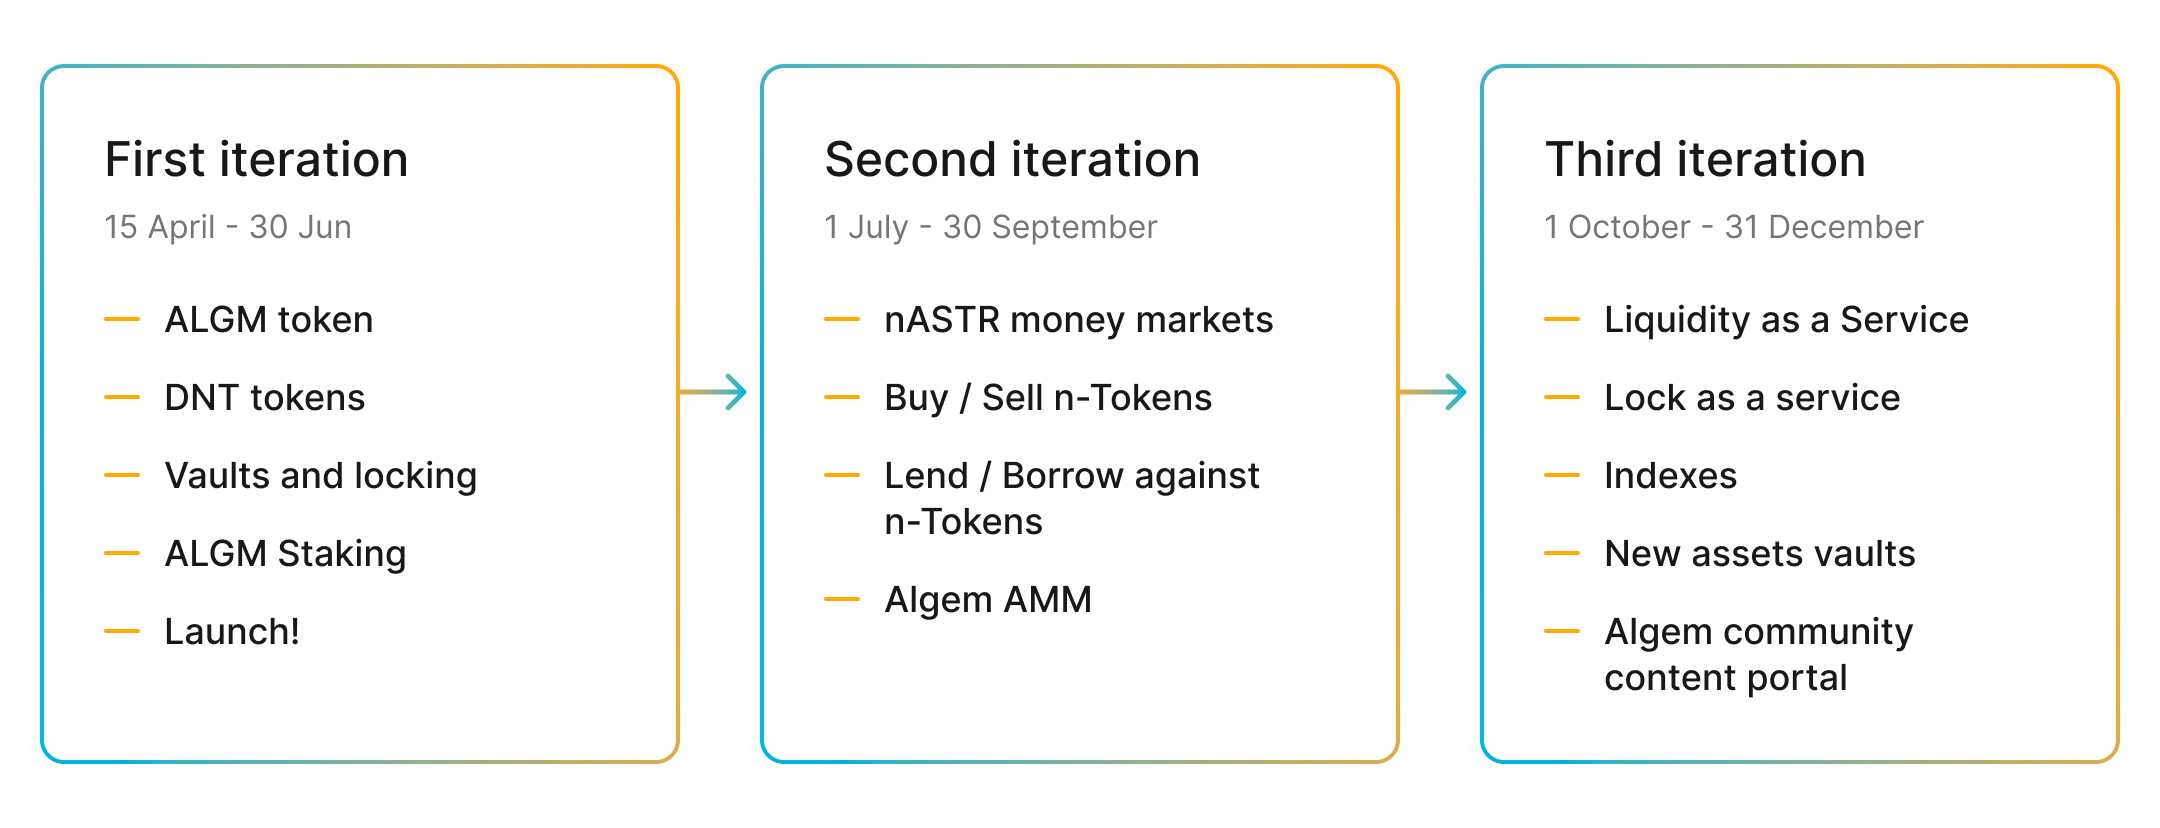 First iteration
15 April - 30 Jun
ALGM token
DNT tokens
Vaults and locking
ALGM Staking
Launch!
Second iteration
1 July - 30 September
nASTR money markets
Buy / Sell n-Tokens
Lend / Borrow against
n-Tokens
Algem AMM
Third iteration
1 October - 31 December
Liquidity as a Service
Lock as a service
Indexes
New assets vaults
Algem community
content portal